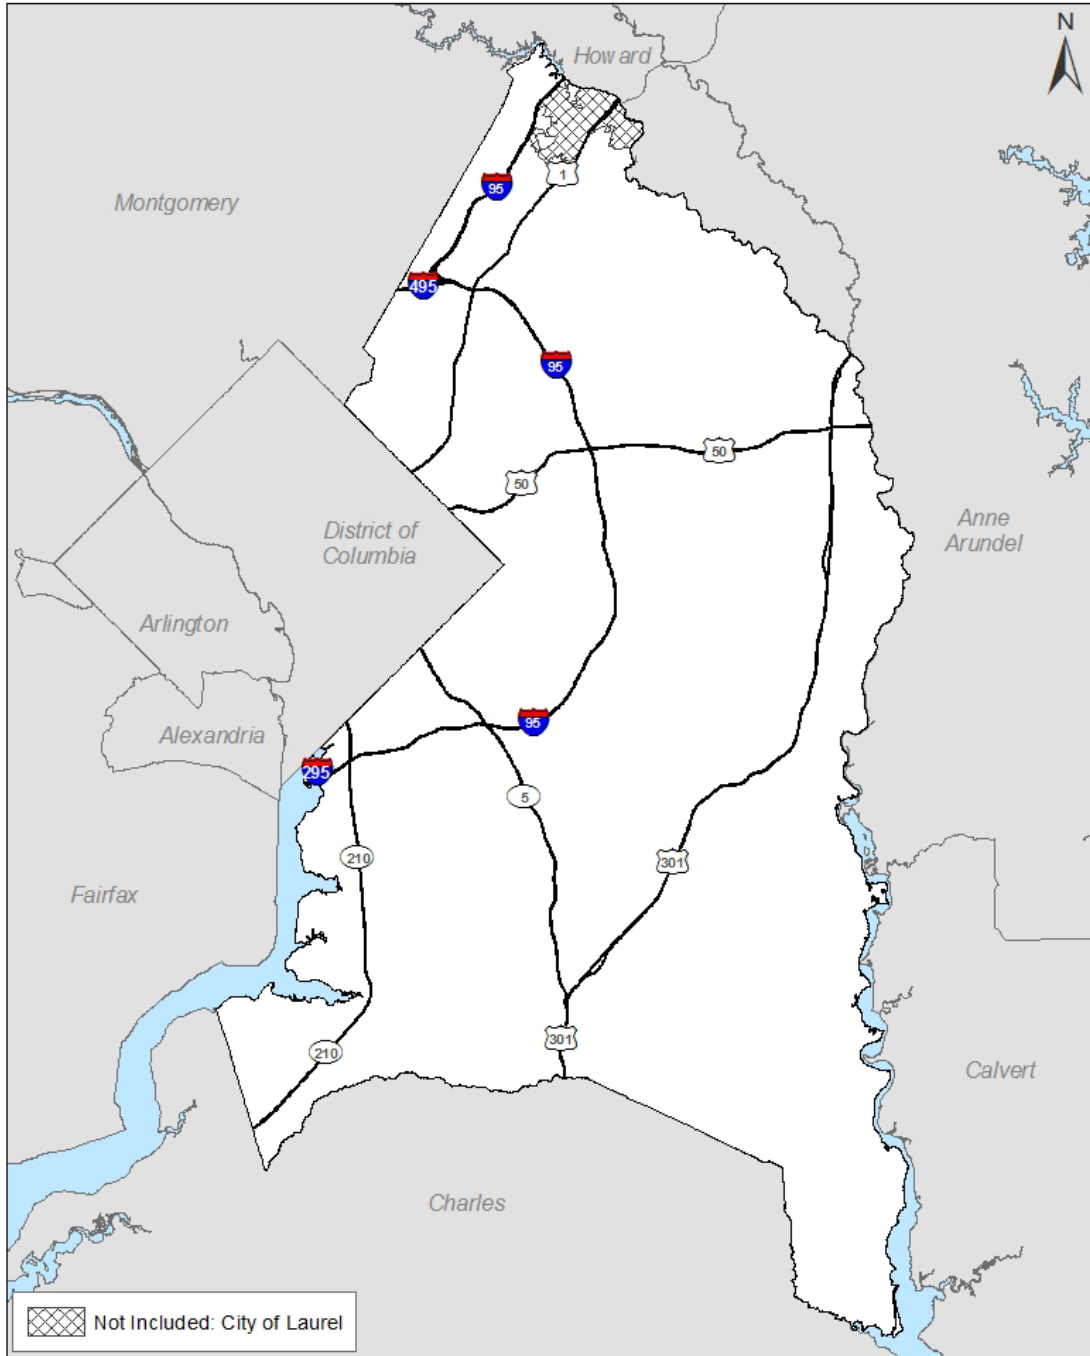 N
Howard
1
95
Montgomery
495
95
50
50
District of
Columbia
Anne
Arundel
Arlington
Alexandria
95
295
5
210
301
Fairfax
301
210
Calvert
Charles
Not Included: City of Laurel